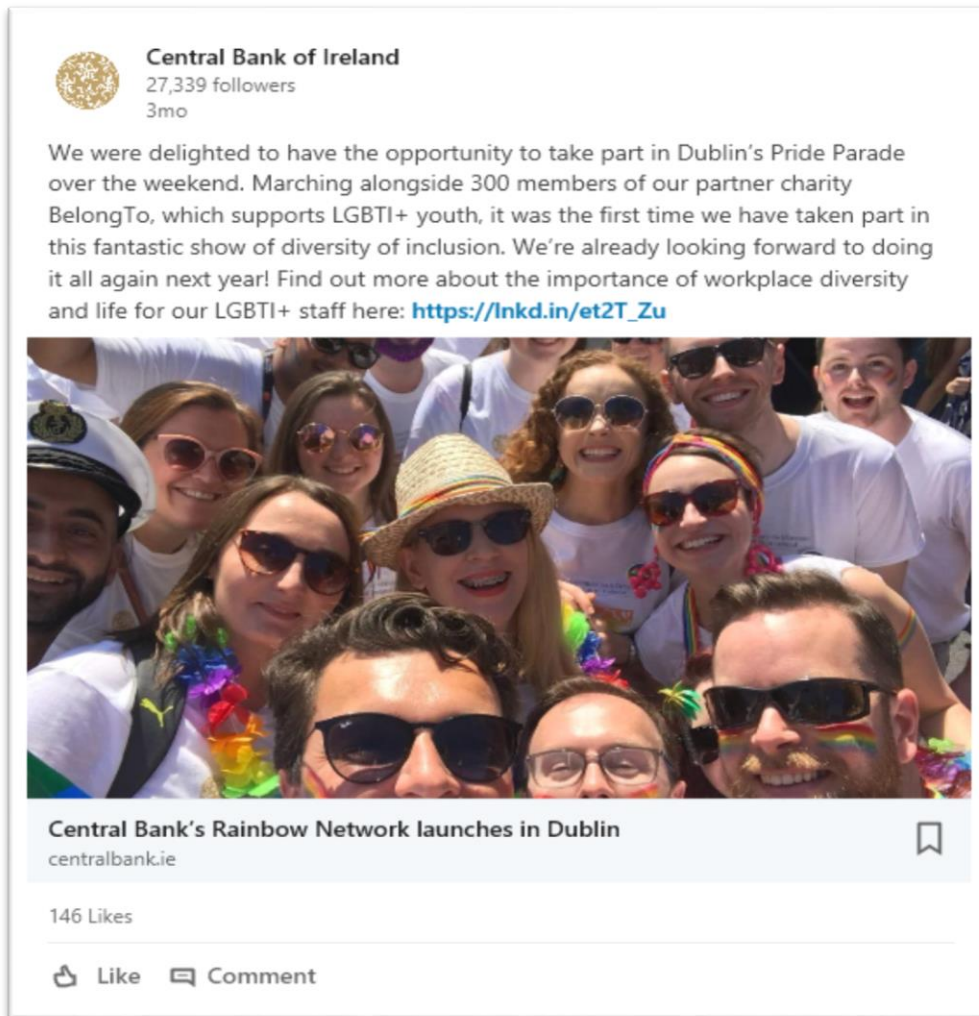 Central Bank of Ireland
27,339 followers
3mo
We were delighted to have the opportunity to take part in Dublin's Pride Parade
over the weekend. Marching alongside 300 members of our partner charity
BelongTo, which supports LGBTI+ youth, it was the first time we have taken part in
this fantastic show of diversity of inclusion. We're already looking forward to doing
it all again next year! Find out more about the importance of workplace diversity
and life for our LGBTI+ staff here: https://lnkd.in/et2T_Zu
Central Bank's Rainbow Network launches in Dublin
centralbank.ie
146 Likes
Like Comment